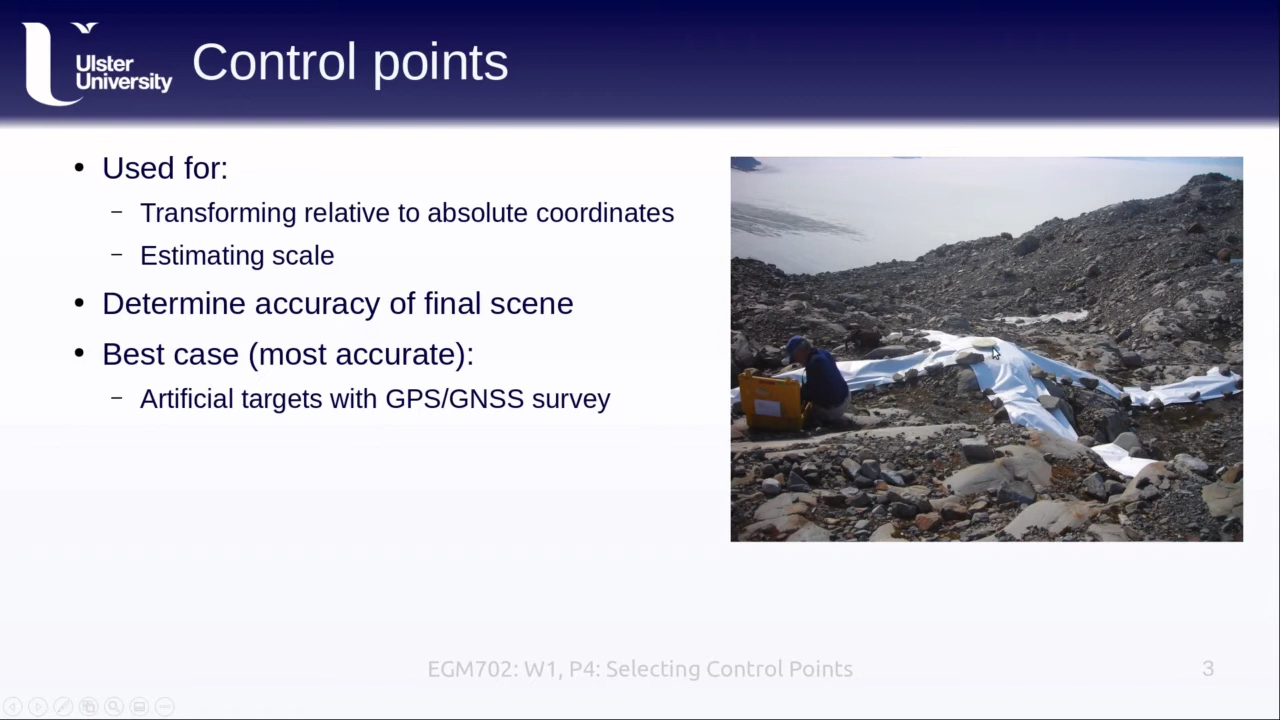 Ulster
University
Control points
Used for:
Transforming relative to absolute coordinates
Estimating scale
Determine accuracy of final scene
Best case (most accurate):
Artificial targets with GPS/GNSS survey
EGM702: W1, P4: Selecting Control Points
3